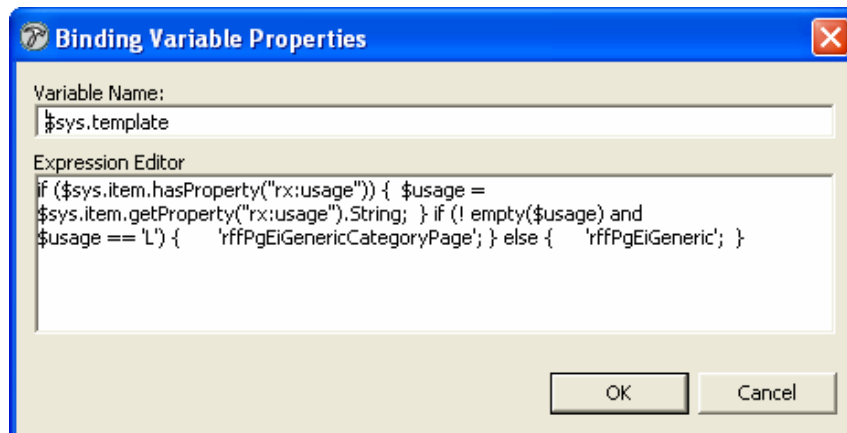 Binding Variable Properties
Variable Name:
$sys.template
Expression Editor
if ($sys.item.hasProperty("rx:usage")) {  $usage =
$sys.item.getProperty("rx:usage").String;  } if (! empty($usage) and
$usage == 'L') {      'rffPgEiGenericCategoryPage'; } else {      'rffPgEiGeneric';  }
OK
Cancel